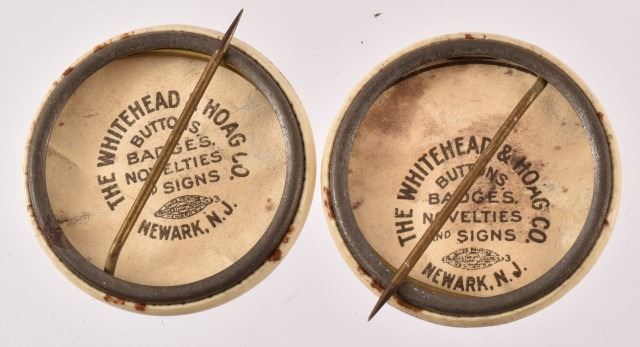 THE WHITEHEAD & HOAG CO.
BUTTONS,
BADGES,
NOVELTIES
AND SIGNS
NEWARK, N.J.
THE WHITEHEAD & HOAG CO.
BUTTONS,
BADGES,
NOVELTIES
AND SIGNS
3
NEWARK, N.J.